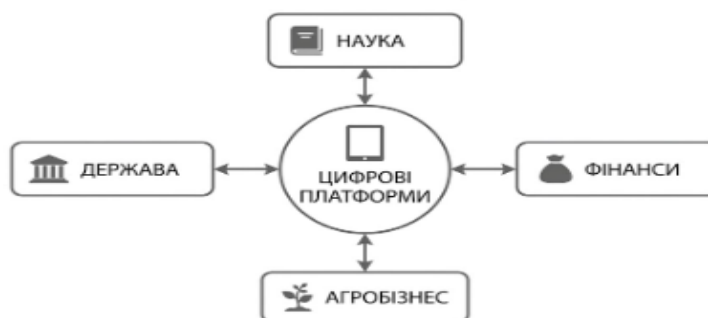 НАУКА
ДЕРЖАВА
ЦИФРОВІ
ПЛАТФОРМИ
ФІНАНСИ
АГРОБІЗНЕС